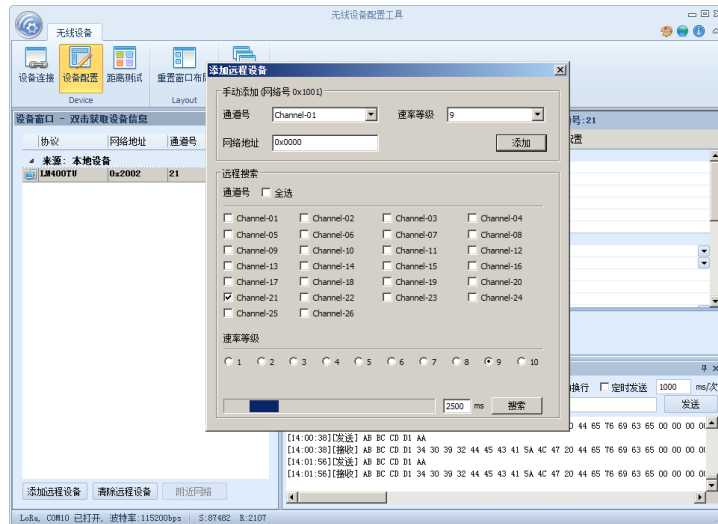 无线设备配置工具
无线设备
设备连接 设备配置 距离测试 重置窗口布局
Device Layout
设备窗口 - 双击获取设备信息
协议 网络地址 通道号
来源: 本地设备
LM400TU 0x2002 21
添加远程设备
手动添加 (网络号 0x1001)
通道号 Channel-01 速率等级 9
网络地址 0x0000 添加
远程搜索
通道号 全选
Channel-01 Channel-02 Channel-03 Channel-04
Channel-05 Channel-06 Channel-07 Channel-08
Channel-09 Channel-10 Channel-11 Channel-12
Channel-13 Channel-14 Channel-15 Channel-16
Channel-17 Channel-18 Channel-19 Channel-20
Channel-21 Channel-22 Channel-23 Channel-24
Channel-25 Channel-26
速率等级
1 2 3 4 5 6 7 8 9 10
2500 ms 搜索
号:21
置
换行 定时发送 1000 ms/次
发送
44 65 76 69 63 65 00 00 00
[14:00:38][发送] AB BC CD D1 AA
[14:00:38][接收] AB BC CD D1 34 30 39 32 44 45 43 41 5A 4C 47 20 44 65 76 69 63 65 00 00 00
[14:01:56][发送] AB BC CD D1 AA
[14:01:56][接收] AB BC CD D1 34 30 39 32 44 45 43 41 5A 4C 47 20 44 65 76 69 63 65 00 00 00
添加远程设备 清除远程设备 附近网络
LoRa, COM10 已打开, 波特率:115200bps S:87482 R:2107